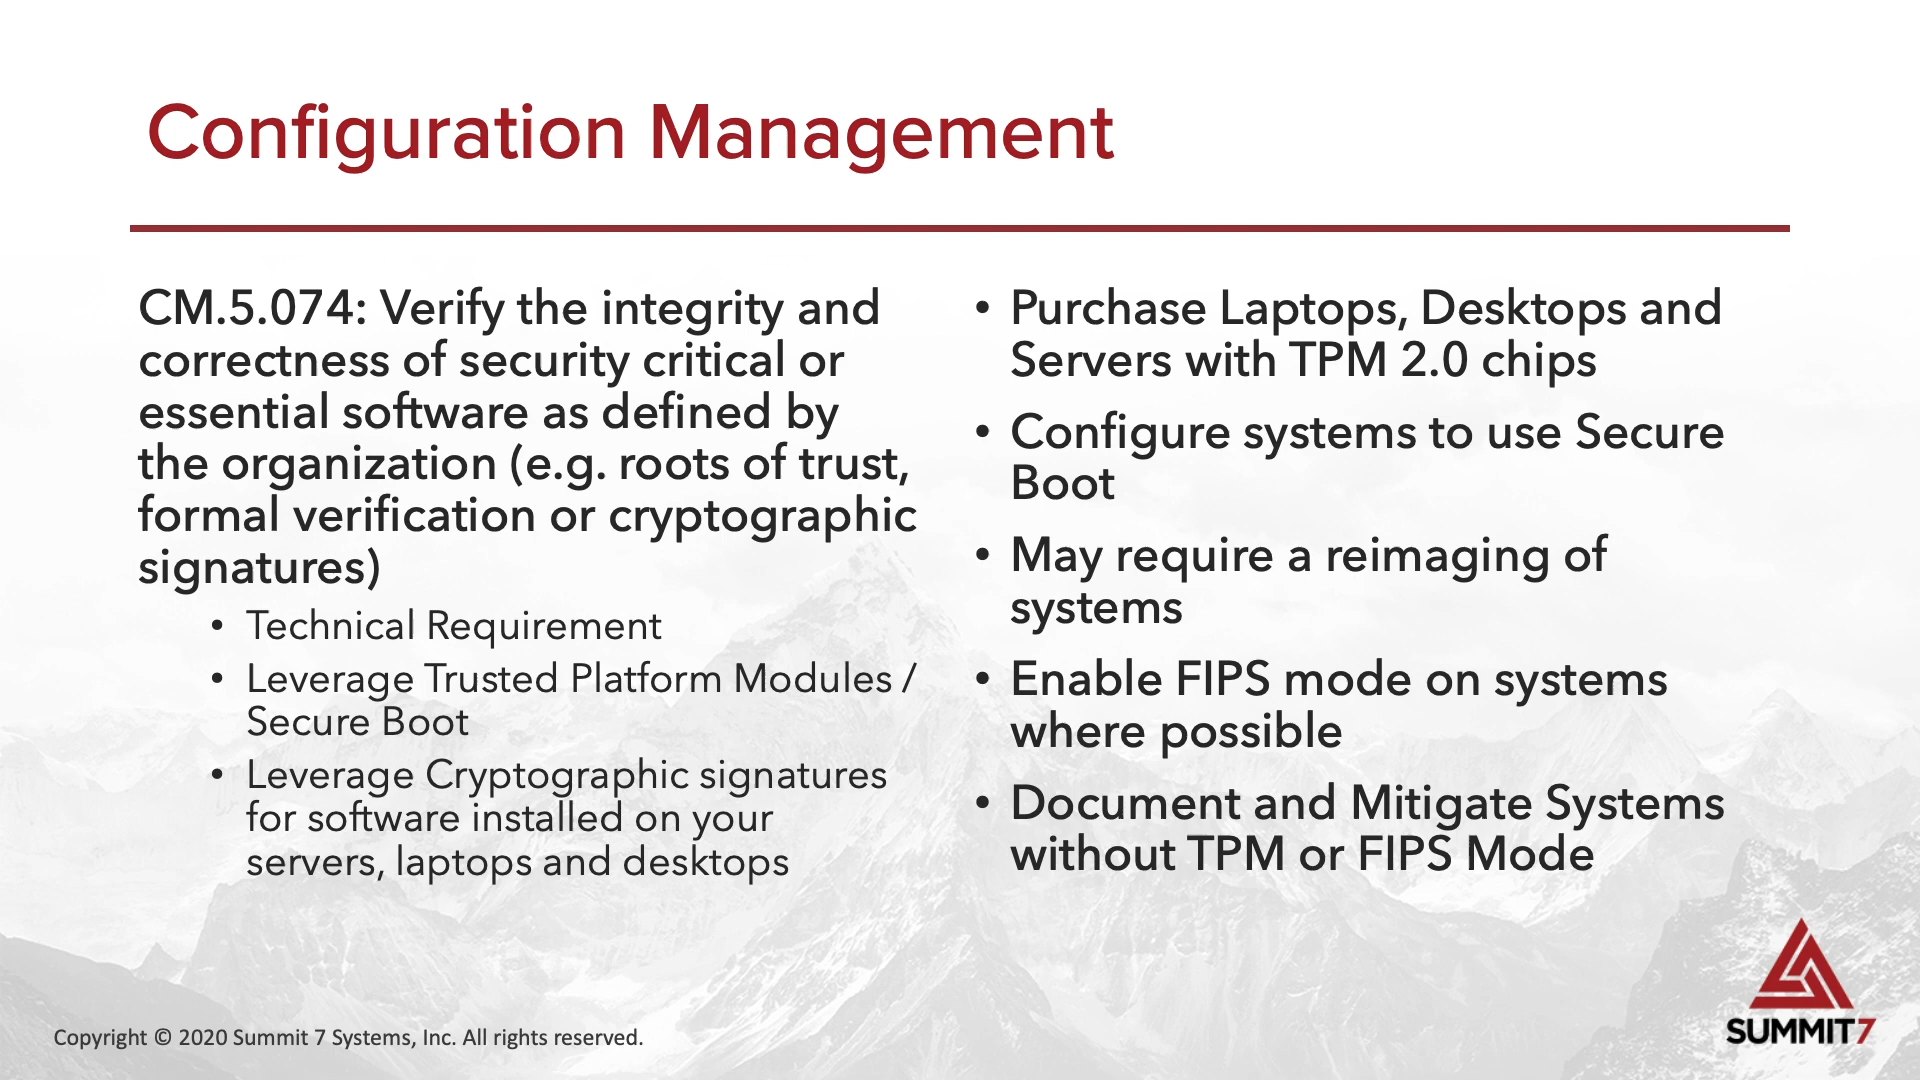 Configuration Management
CM.5.074: Verify the integrity and
correctness of security critical or
essential software as defined by
the organization (e.g. roots of trust,
formal verification or cryptographic
signatures)
• Technical Requirement
• Leverage Trusted Platform Modules /
Secure Boot
• Leverage Cryptographic signatures
for software installed on your
servers, laptops and desktops
• Purchase Laptops, Desktops and
Servers with TPM 2.0 chips
• Configure systems to use Secure
Boot
• May require a reimaging of
systems
• Enable FIPS mode on systems
where possible
• Document and Mitigate Systems
without TPM or FIPS Mode
Copyright © 2020 Summit 7 Systems, Inc. All rights reserved.
SUMMIT7